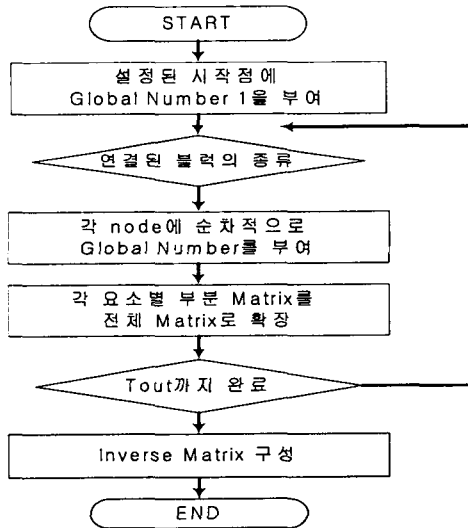 START
설정된 시작점에
Global Number 1을 부여
연결된 블럭의 종류
각 node에 순차적으로
Global Number를 부여
각 요소별 부분 Matrix를
전체 Matrix로 확장
Tout까지 완료
Inverse Matrix 구성
END